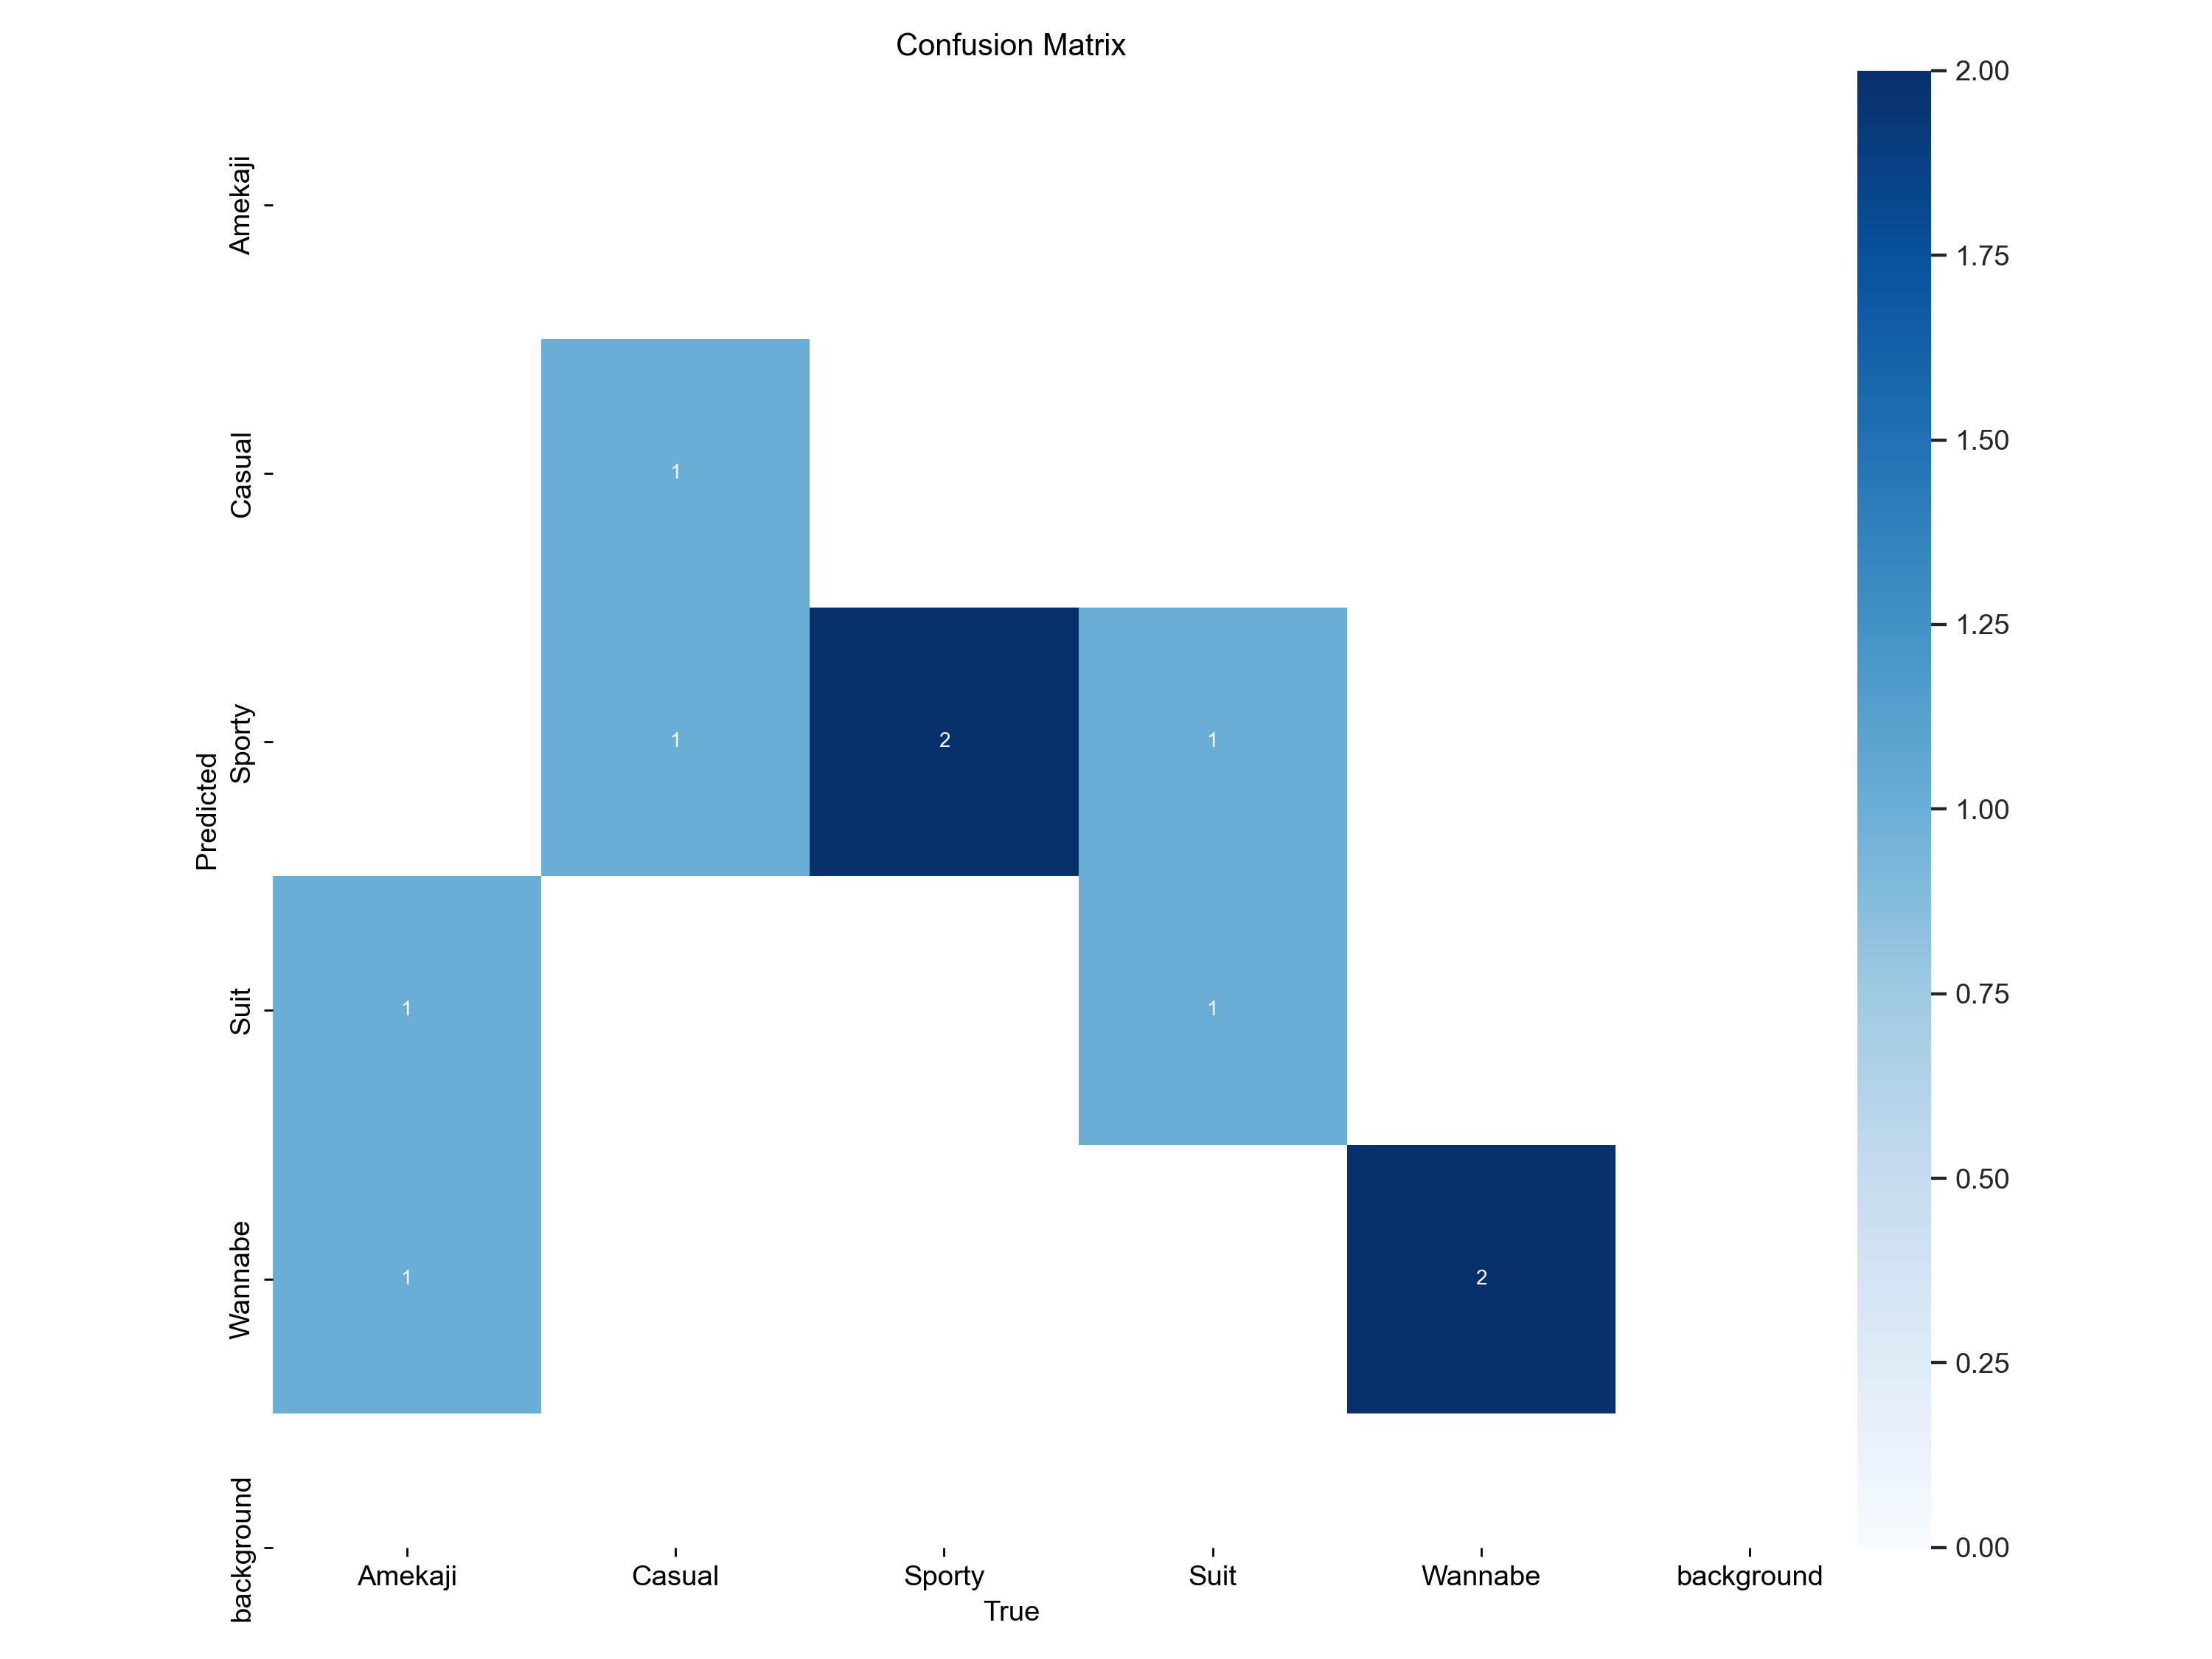 Confusion Matrix
2.00
1.75
1.50
1.25
1.00
0.75
0.50
0.25
0.00
Predicted
Amekaji
Casual
Sporty
Suit
Wannabe
background
1
1 2 1
1 1
1 2
Amekaji Casual Sporty Suit Wannabe background
True